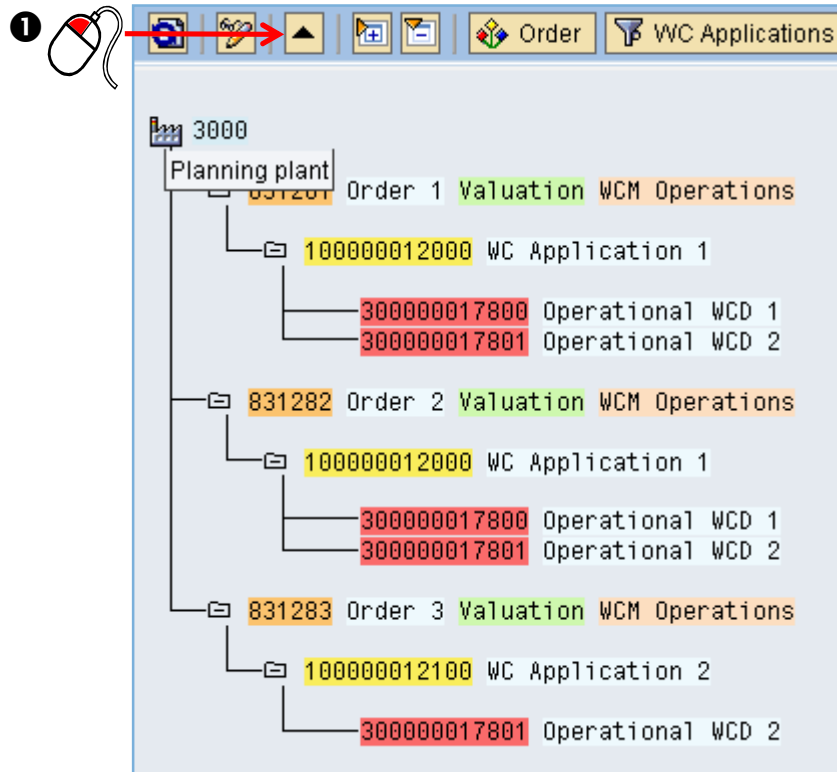 ❶ Order WC Applications
3000
Planning plant
831281 Order 1 Valuation WCM Operations
100000012000 WC Application 1
300000017800 Operational WCD 1
300000017801 Operational WCD 2
831282 Order 2 Valuation WCM Operations
100000012000 WC Application 1
300000017800 Operational WCD 1
300000017801 Operational WCD 2
831283 Order 3 Valuation WCM Operations
100000012100 WC Application 2
300000017801 Operational WCD 2